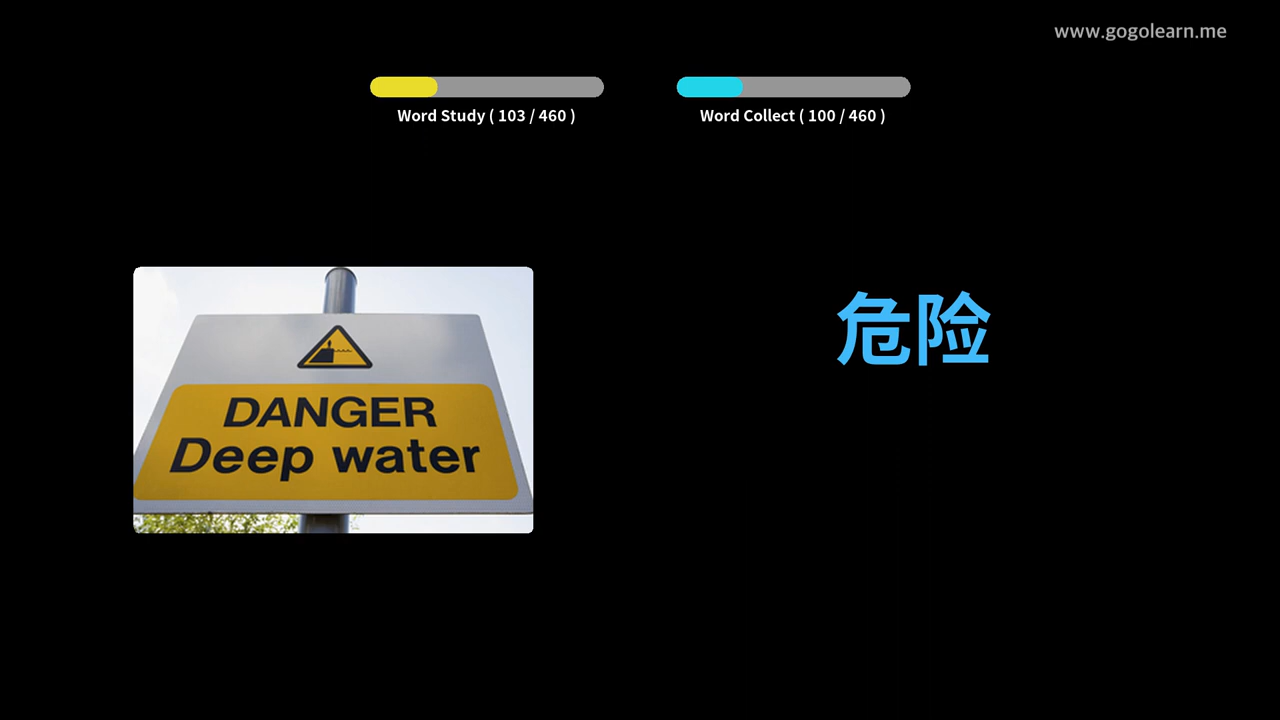 www.gogolearn.me
Word Study ( 103 / 460 )
Word Collect ( 100 / 460 )
DANGER
Deep water
危险